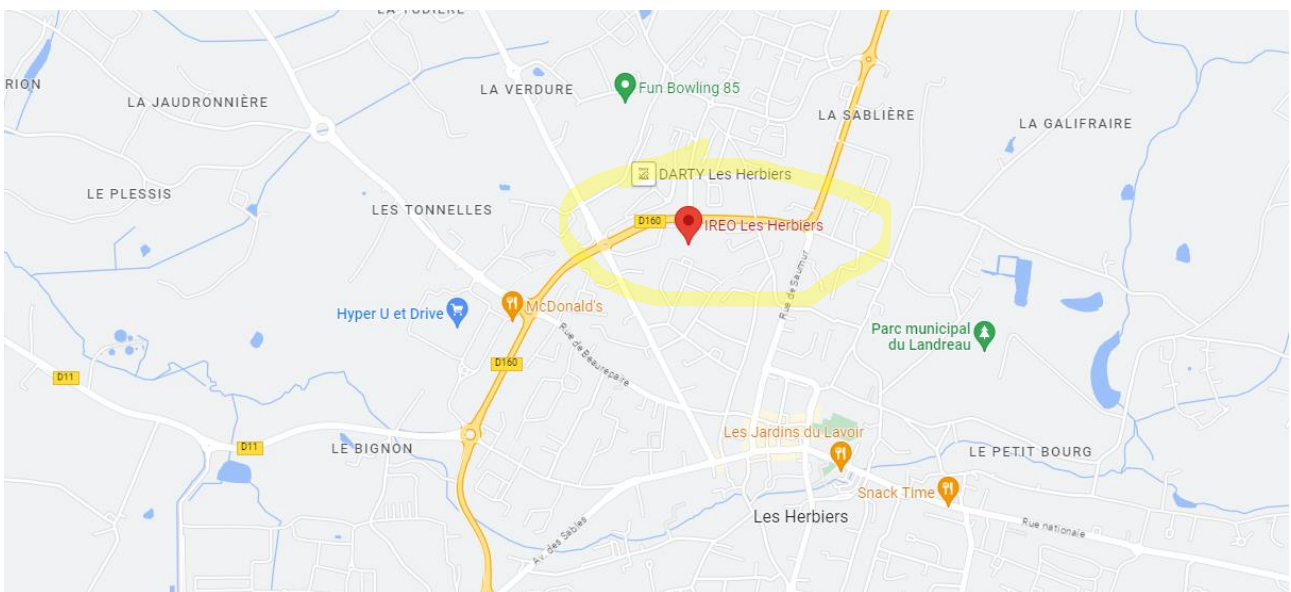 LA TUDIÈRE
RION
LA JAUDRONNIÈRE
LA VERDURE
Fun Bowling 85
LA SABLIÈRE
LA GALIFRAIRE
LE PLESSIS
LES TONNELLES
DARTY Les Herbiers
D160
IREO Les Herbiers
Rue de Saumur
Hyper U et Drive
McDonald's
Rue de Beaurepaire
Parc municipal
du Landreau
D160
D11
D11
LE BIGNON
Les Jardins du Lavoir
LE PETIT BOURG
Snack Time
Les Herbiers
Rue nationale
Av. des Sables